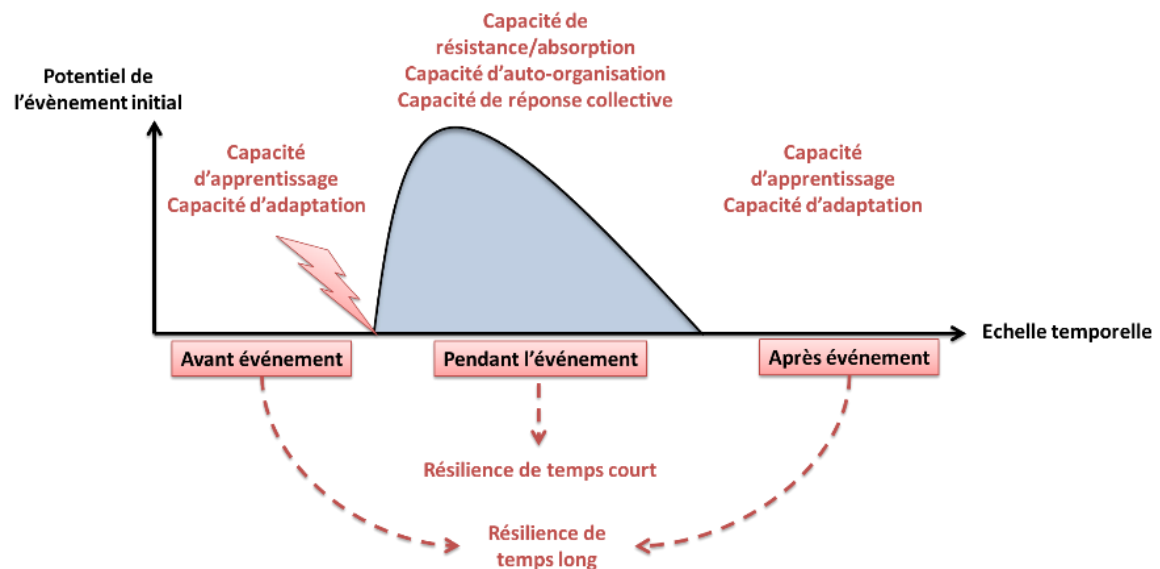 Capacité de
résistance/absorption
Capacité d'auto-organisation
Capacité de réponse collective
Potentiel de
l'évènement initial
Capacité
d'apprentissage
Capacité d'adaptation
Capacité
d'apprentissage
Capacité d'adaptation
Echelle temporelle
Avant événement
Pendant l'événement
Après événement
Résilience de temps court
Résilience de
temps long